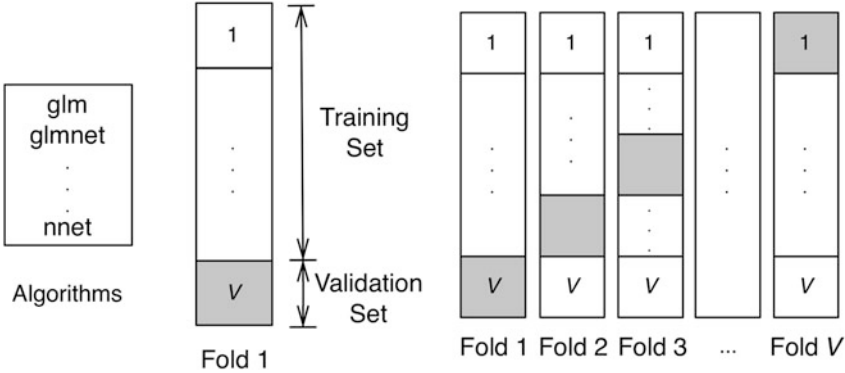 glm
glmnet
.
.
.
nnet
Algorithms
1
.
.
.
V
Fold 1
Training
Set
Validation
Set
1
.
.
.
V
Fold 1
1
.
.
.
V
Fold 2
1
.
.
.
.
.
.
V
Fold 3
.
.
.
...
1
.
.
.
V
Fold V